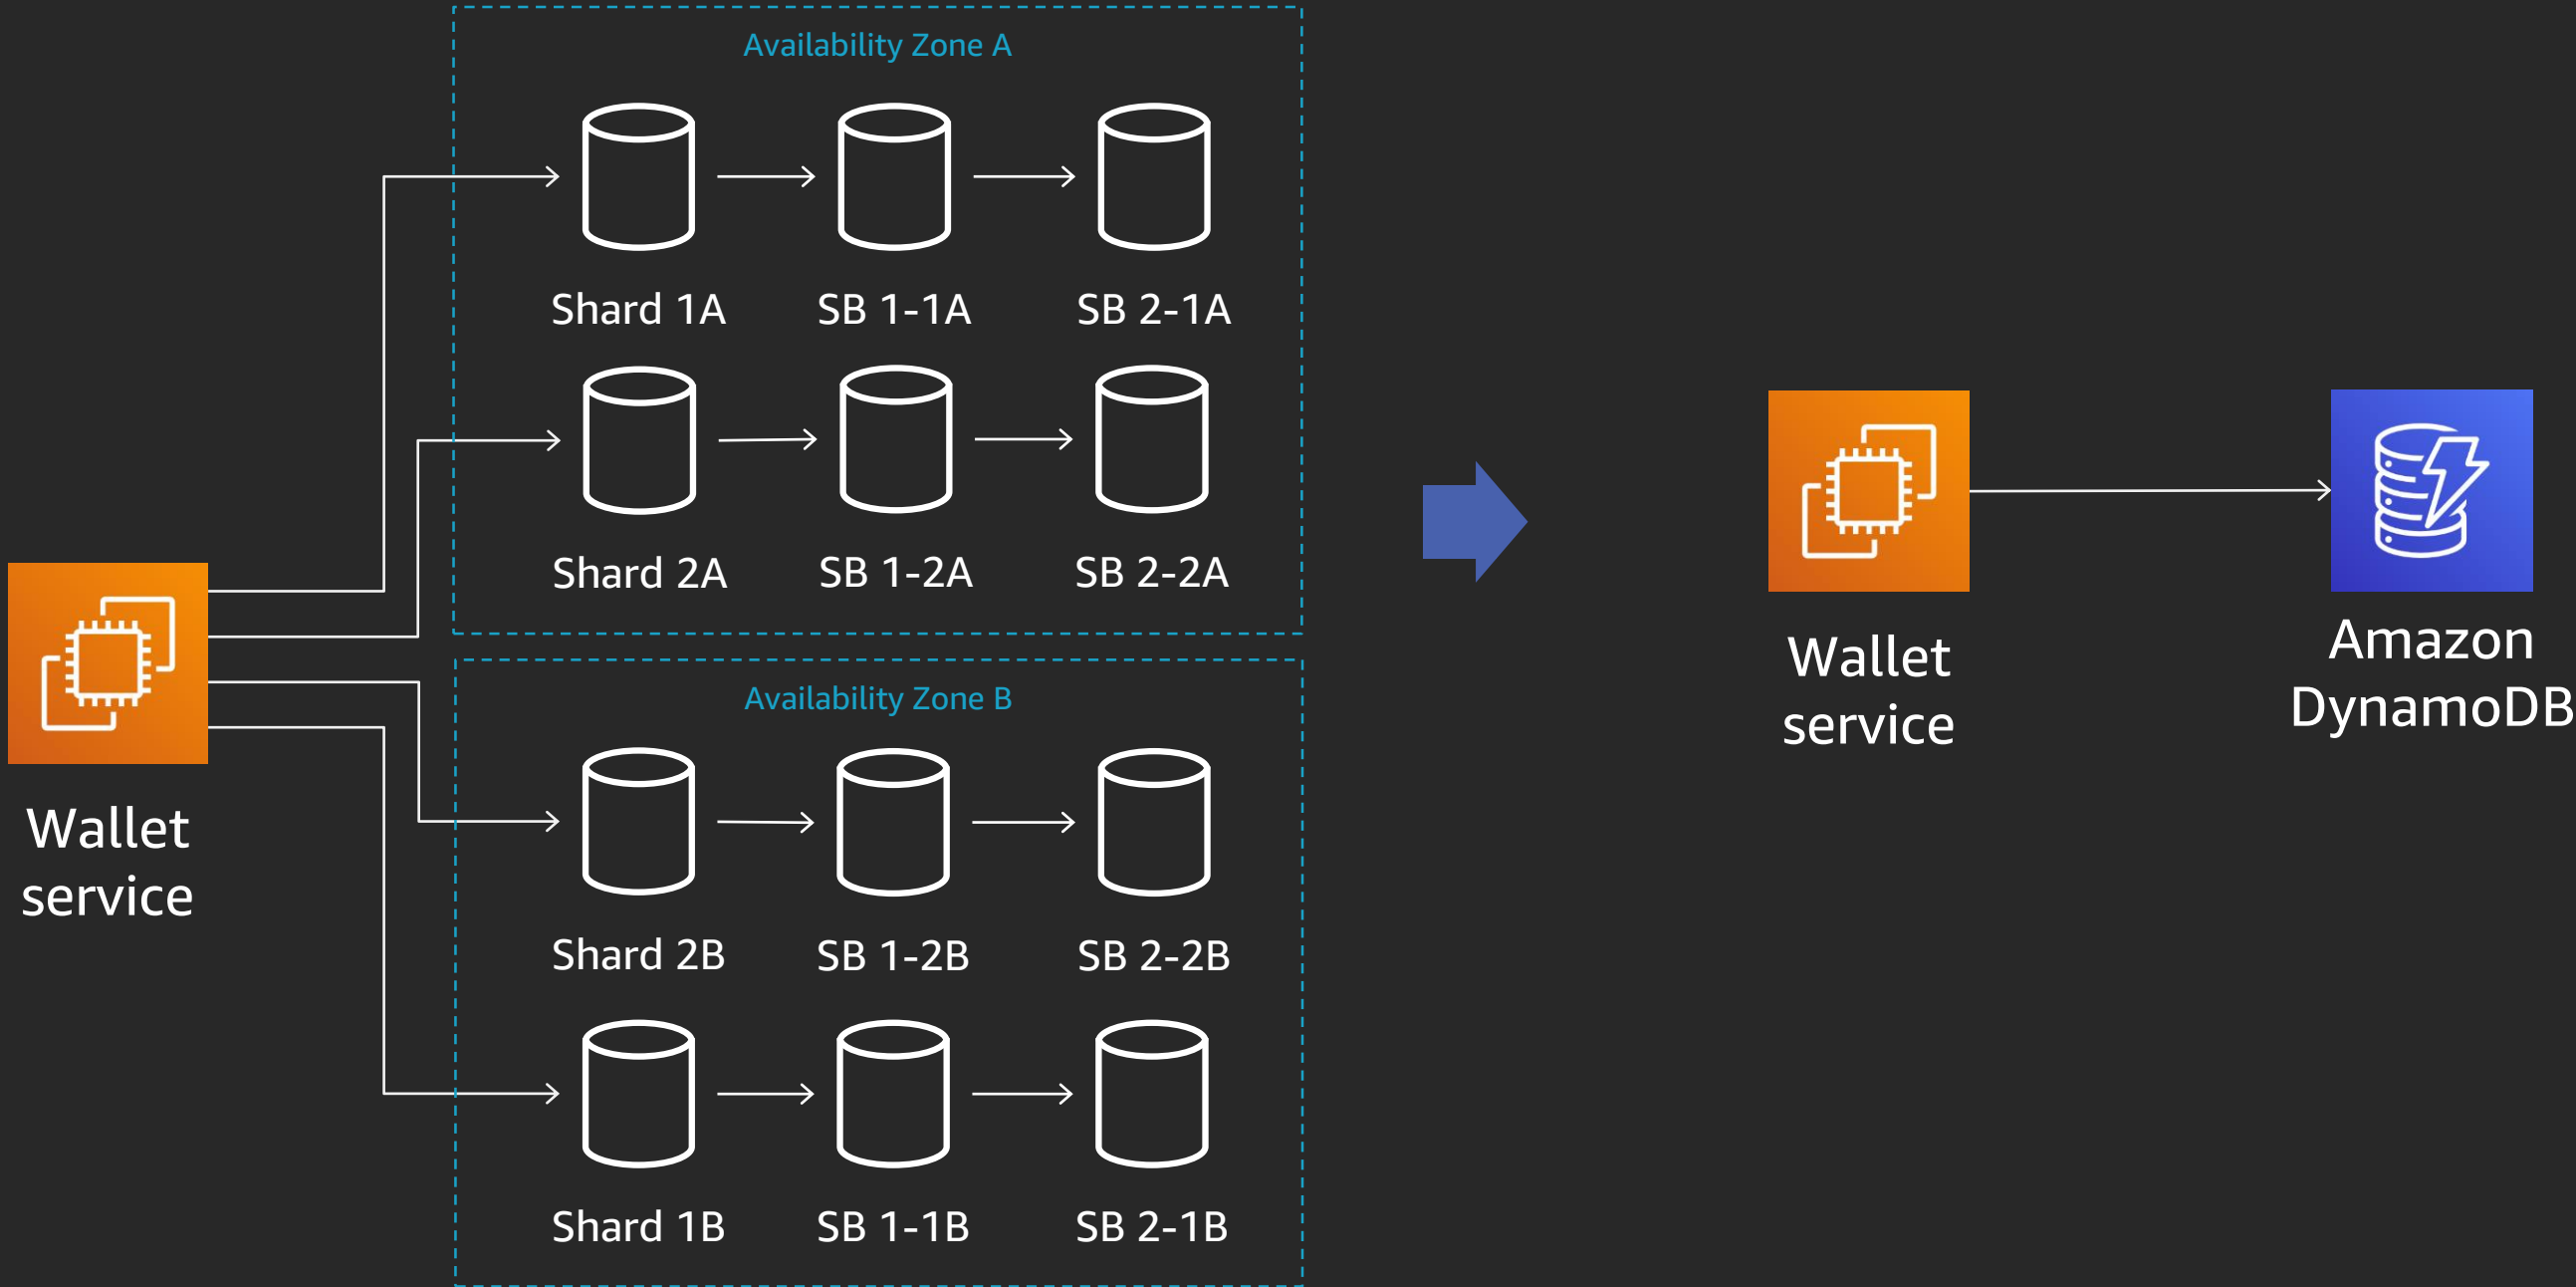 Availability Zone A
Shard 1A
SB 1-1A
SB 2-1A
Shard 2A
SB 1-2A
SB 2-2A
Wallet
service
Availability Zone B
Shard 2B
SB 1-2B
SB 2-2B
Shard 1B
SB 1-1B
SB 2-1B
Wallet
service
Amazon
DynamoDB